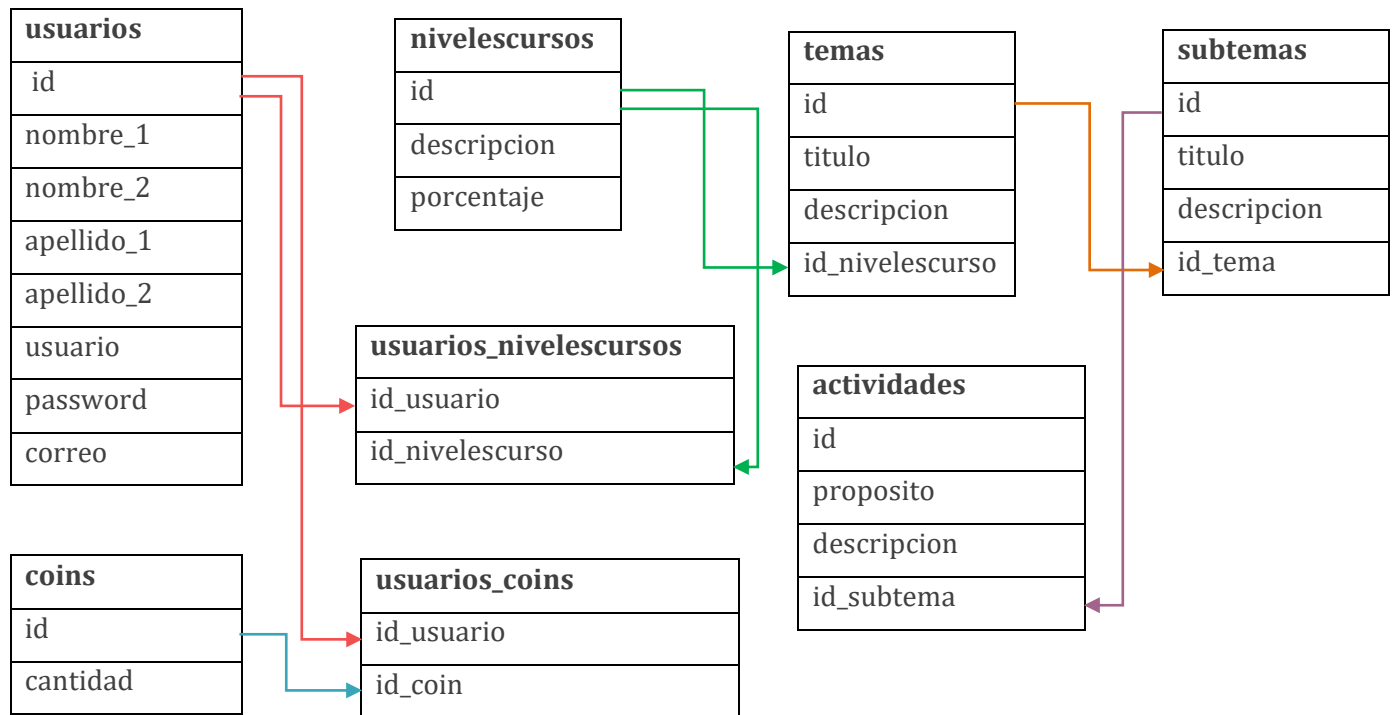 usuarios
id
nombre_1
nombre_2
apellido_1
apellido_2
usuario
password
correo
nivelescursos
id
descripcion
porcentaje
temas
id
titulo
descripcion
id_nivelescurso
subtemas
id
titulo
descripcion
id_tema
usuarios_nivelescursos
id_usuario
id_nivelescurso
actividades
id
proposito
descripcion
id_subtema
coins
id
cantidad
usuarios_coins
id_usuario
id_coin